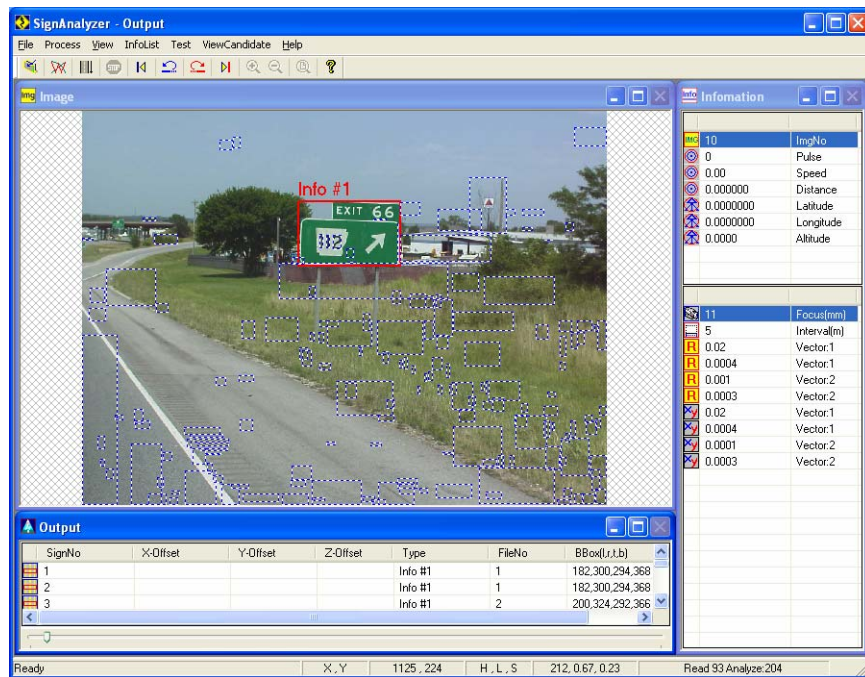 SignAnalyzer - Output
File Process View InfoList Test ViewCandidate Help
Image
Info #1
EXIT 66
112
Infomation
10 ImgNo
0 Pulse
0.00 Speed
0.000000 Distance
0.0000000 Latitude
0.0000000 Longitude
0.0000 Altitude
11 Focus(mm)
5 Interval(m)
0.02 Vector:1
0.0004 Vector:1
0.001 Vector:2
0.0003 Vector:2
0.02 Vector:1
0.0004 Vector:1
0.0001 Vector:2
0.0003 Vector:2
Output
SignNo X-Offset Y-Offset Z-Offset Type FileNo BBox(l,r,t,b)
1 Info #1 1 182,300,294,368
2 Info #1 1 182,300,294,368
3 Info #1 2 200,324,292,366
Ready X , Y 1125 , 224 H , L , S 212, 0.67, 0.23 Read 93 Analyze:204